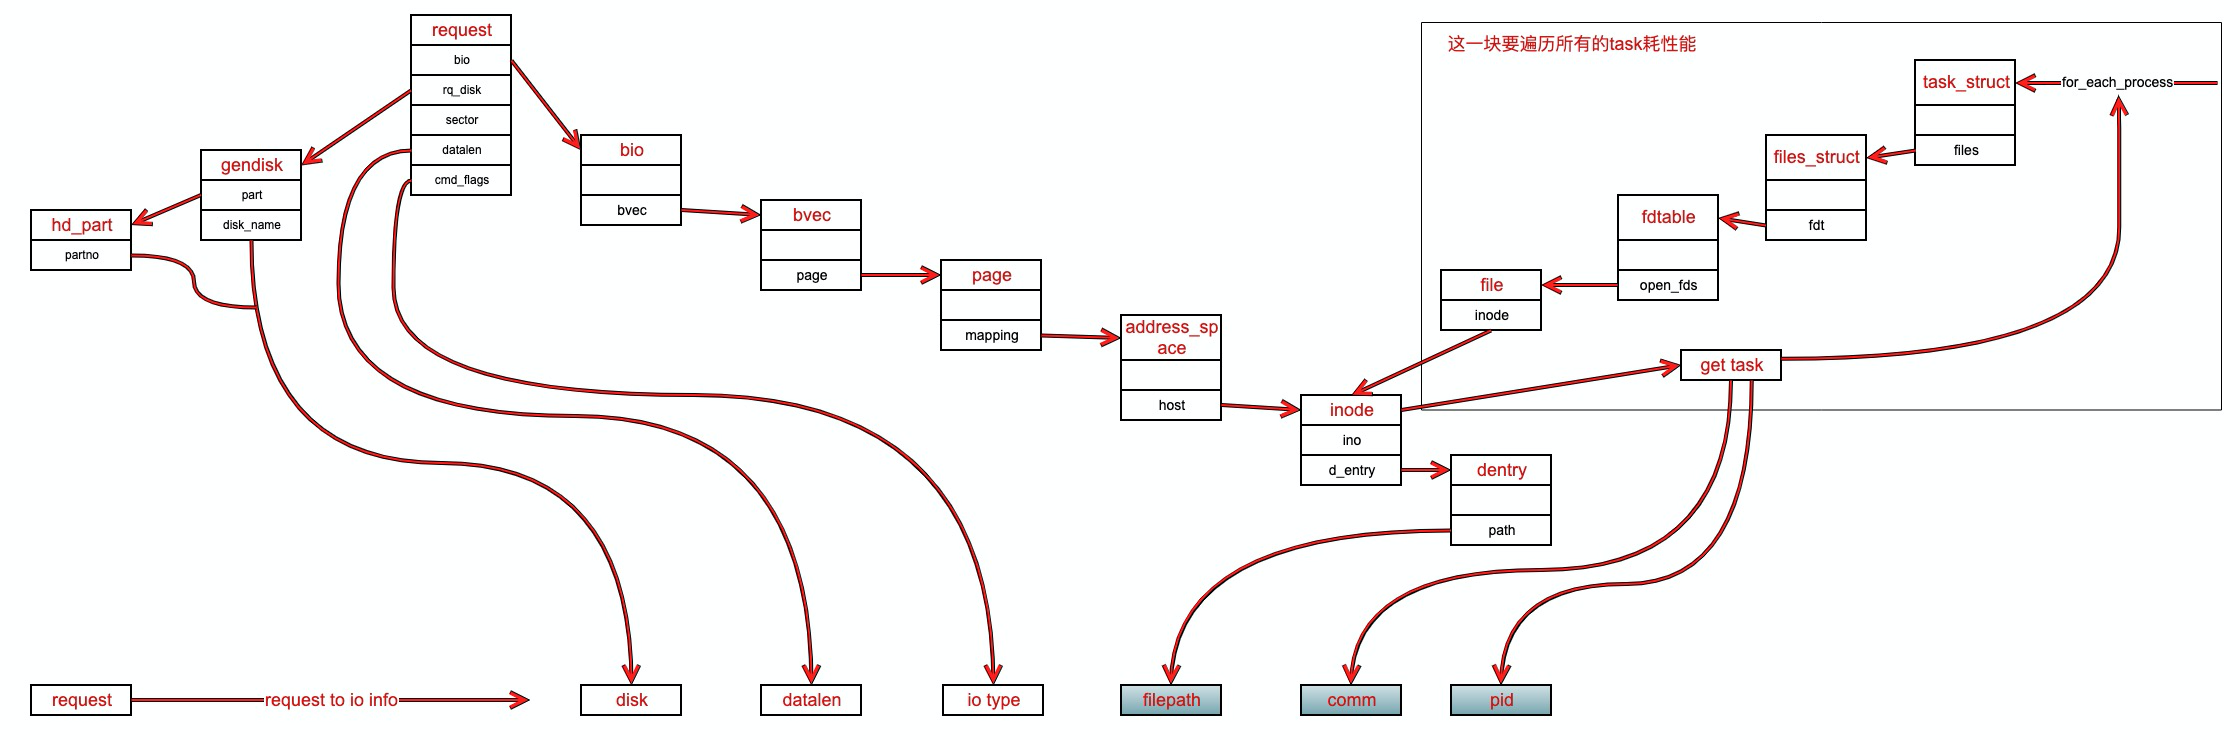 request
bio
rq_disk
sector
datalen
cmd_flags
gendisk
part
disk_name
hd_part
partno
bio
bvec
bvec
page
page
mapping
address_sp
ace
host
这一块要遍历所有的task耗性能
for_each_process
task_struct
files
files_struct
fdt
fdtable
open_fds
file
inode
get task
inode
ino
d_entry
dentry
path
request
request to io info
disk
datalen
io type
filepath
comm
pid